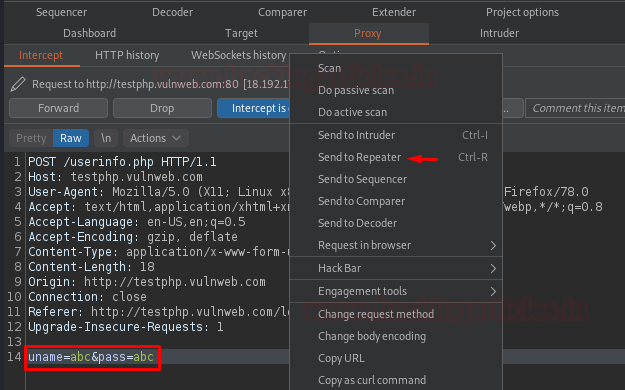 Sequencer Decoder Comparer Extender Project options
Dashboard Target Proxy Intruder
Intercept HTTP history WebSockets history
Request to http://testphp.vulnweb.com:80 [18.192.1
Forward Drop Intercept is ... Comment this item
Pretty Raw \n Actions
1 POST /userinfo.php HTTP/1.1
2 Host: testphp.vulnweb.com
3 User-Agent: Mozilla/5.0 (X11; Linux x8 Firefox/78.0
4 Accept: text/html,application/xhtml+xm /webp,*/*;q=0.8
5 Accept-Language: en-US,en;q=0.5
6 Accept-Encoding: gzip, deflate
7 Content-Type: application/x-www-form-u
8 Content-Length: 18
9 Origin: http://testphp.vulnweb.com
10 Connection: close
11 Referer: http://testphp.vulnweb.com/lo
12 Upgrade-Insecure-Requests: 1
13
14 uname=abc&pass=abc
Scan
Do passive scan
Do active scan
Send to Intruder Ctrl-I
Send to Repeater Ctrl-R
Send to Sequencer
Send to Comparer
Send to Decoder
Request in browser
Hack Bar
Engagement tools
Change request method
Change body encoding
Copy URL
Copy as curl command